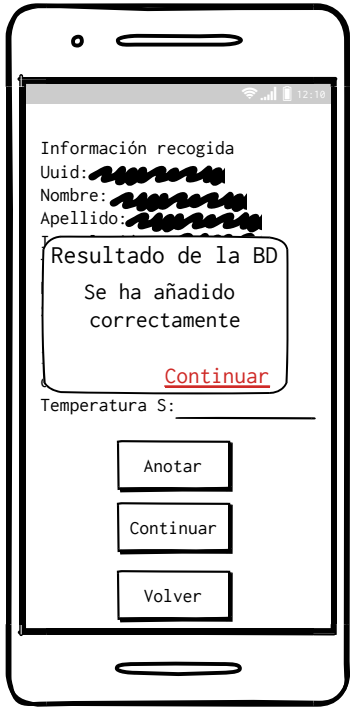 12:10
Información recogida
Uuid:
Nombre:
Apellido:
Resultado de la BD
Se ha añadido
correctamente
Continuar
Temperatura S:
Anotar
Continuar
Volver